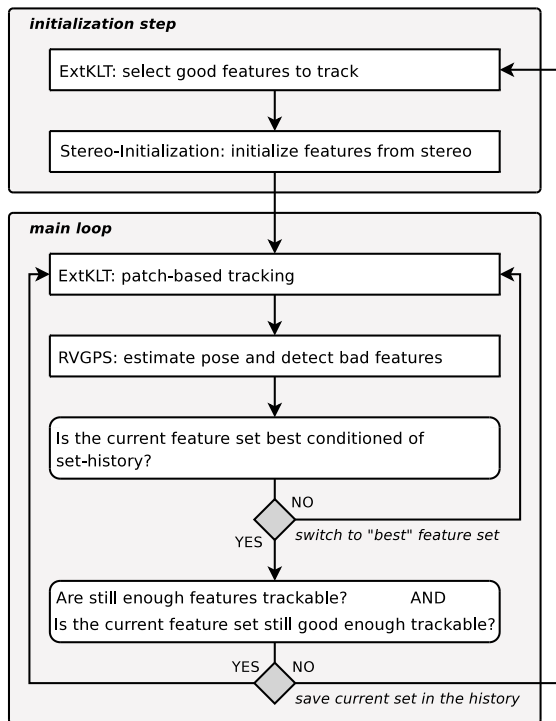 initialization step
ExtKLT: select good features to track
Stereo-Initialization: initialize features from stereo
main loop
ExtKLT: patch-based tracking
RVGPS: estimate pose and detect bad features
Is the current feature set best conditioned of
set-history?
NO
switch to "best" feature set
YES
Are still enough features trackable? AND
Is the current feature set still good enough trackable?
YES NO
save current set in the history